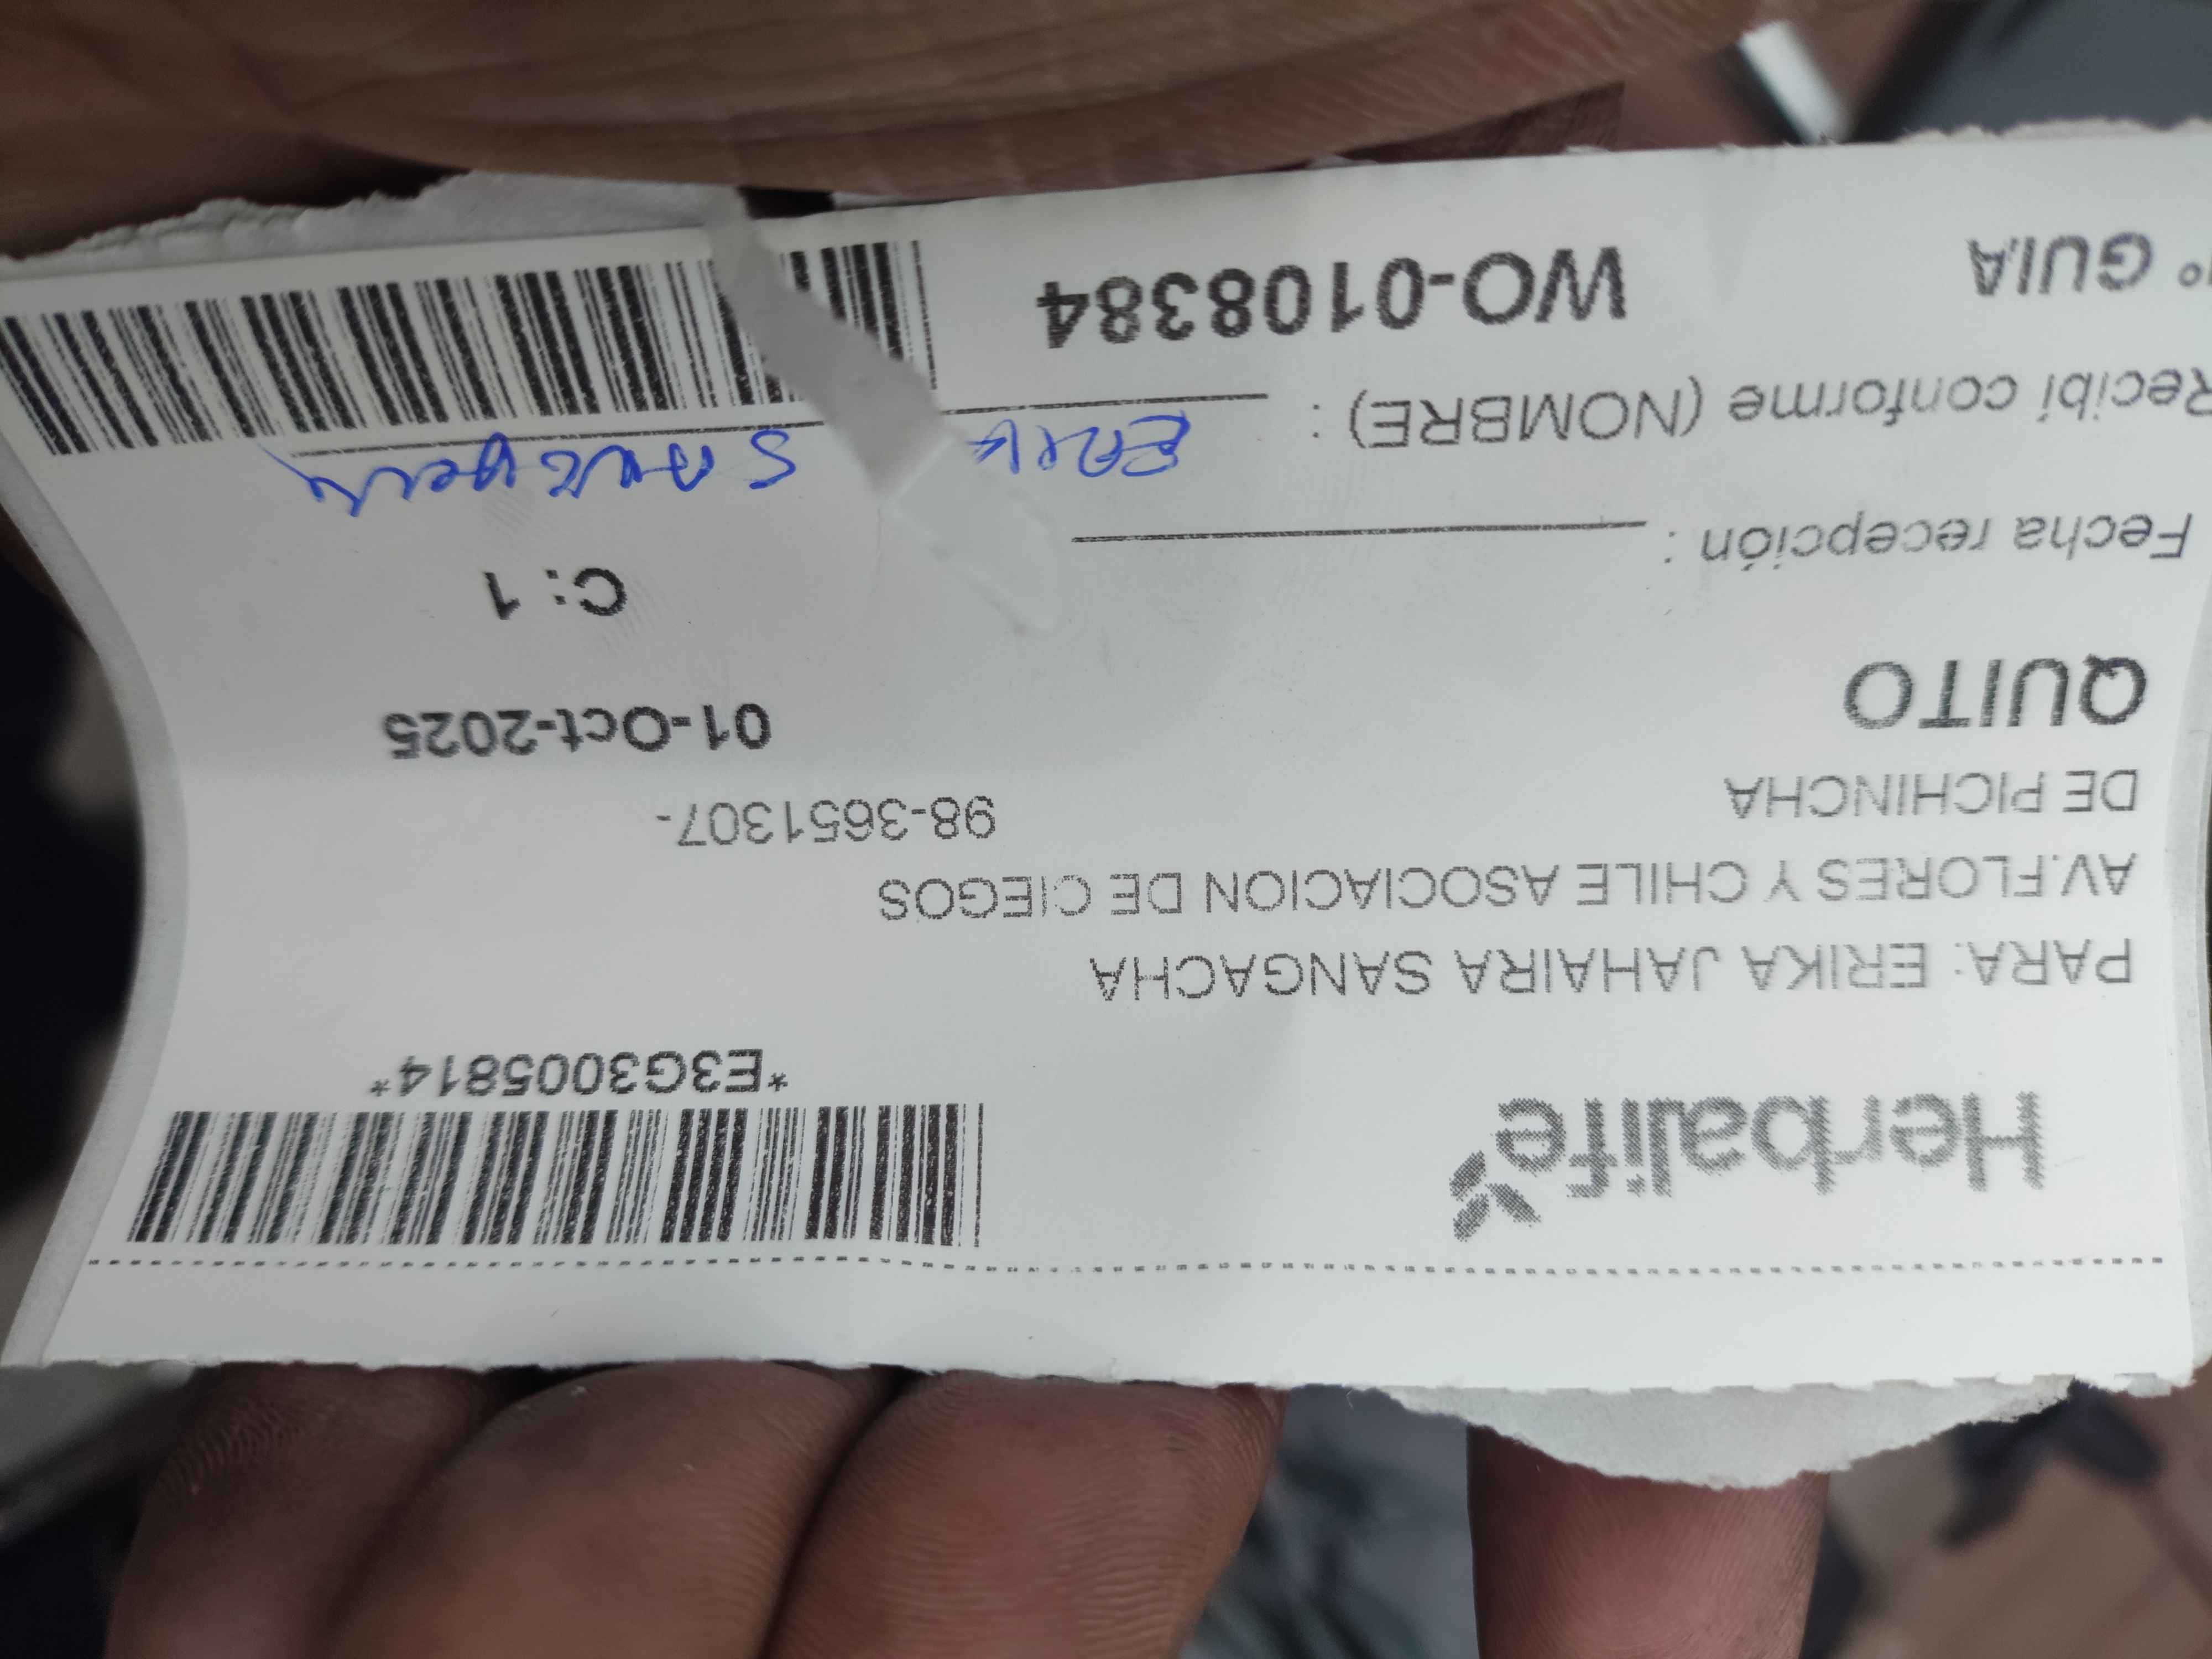 Herbalife
*E3G3005814*
PARA: ERIKA JAHAIRA SANGACHA
AV.FLORES Y CHILE ASOCIACION DE CIEGOS
DE PICHINCHA 98-3651307-
QUITO 01-Oct-2025
C: 1
Fecha recepción :
Recibí conforme (NOMBRE) :
° GUIA WO-0108384